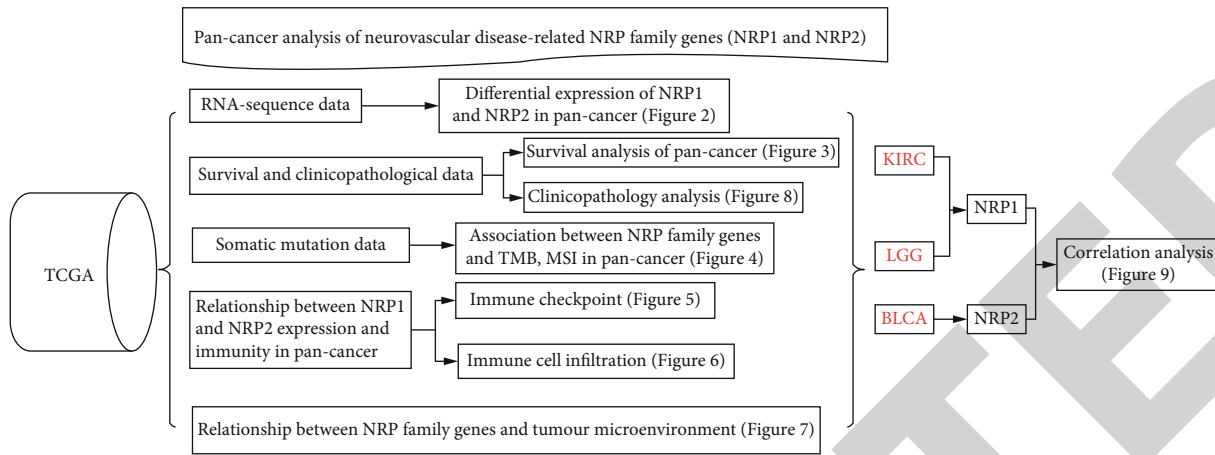 Pan-cancer analysis of neurovascular disease-related NRP family genes (NRP1 and NRP2)
RNA-sequence data
Differential expression of NRP1
and NRP2 in pan-cancer (Figure 2)
Survival and clinicopathological data
Survival analysis of pan-cancer (Figure 3)
Clinicopathology analysis (Figure 8)
TCGA
Somatic mutation data
Association between NRP family genes
and TMB, MSI in pan-cancer (Figure 4)
Relationship between NRP1
and NRP2 expression and
immunity in pan-cancer
Immune checkpoint (Figure 5)
Immune cell infiltration (Figure 6)
Relationship between NRP family genes and tumour microenvironment (Figure 7)
KIRC
LGG
BLCA
NRP1
NRP2
Correlation analysis
(Figure 9)
TED